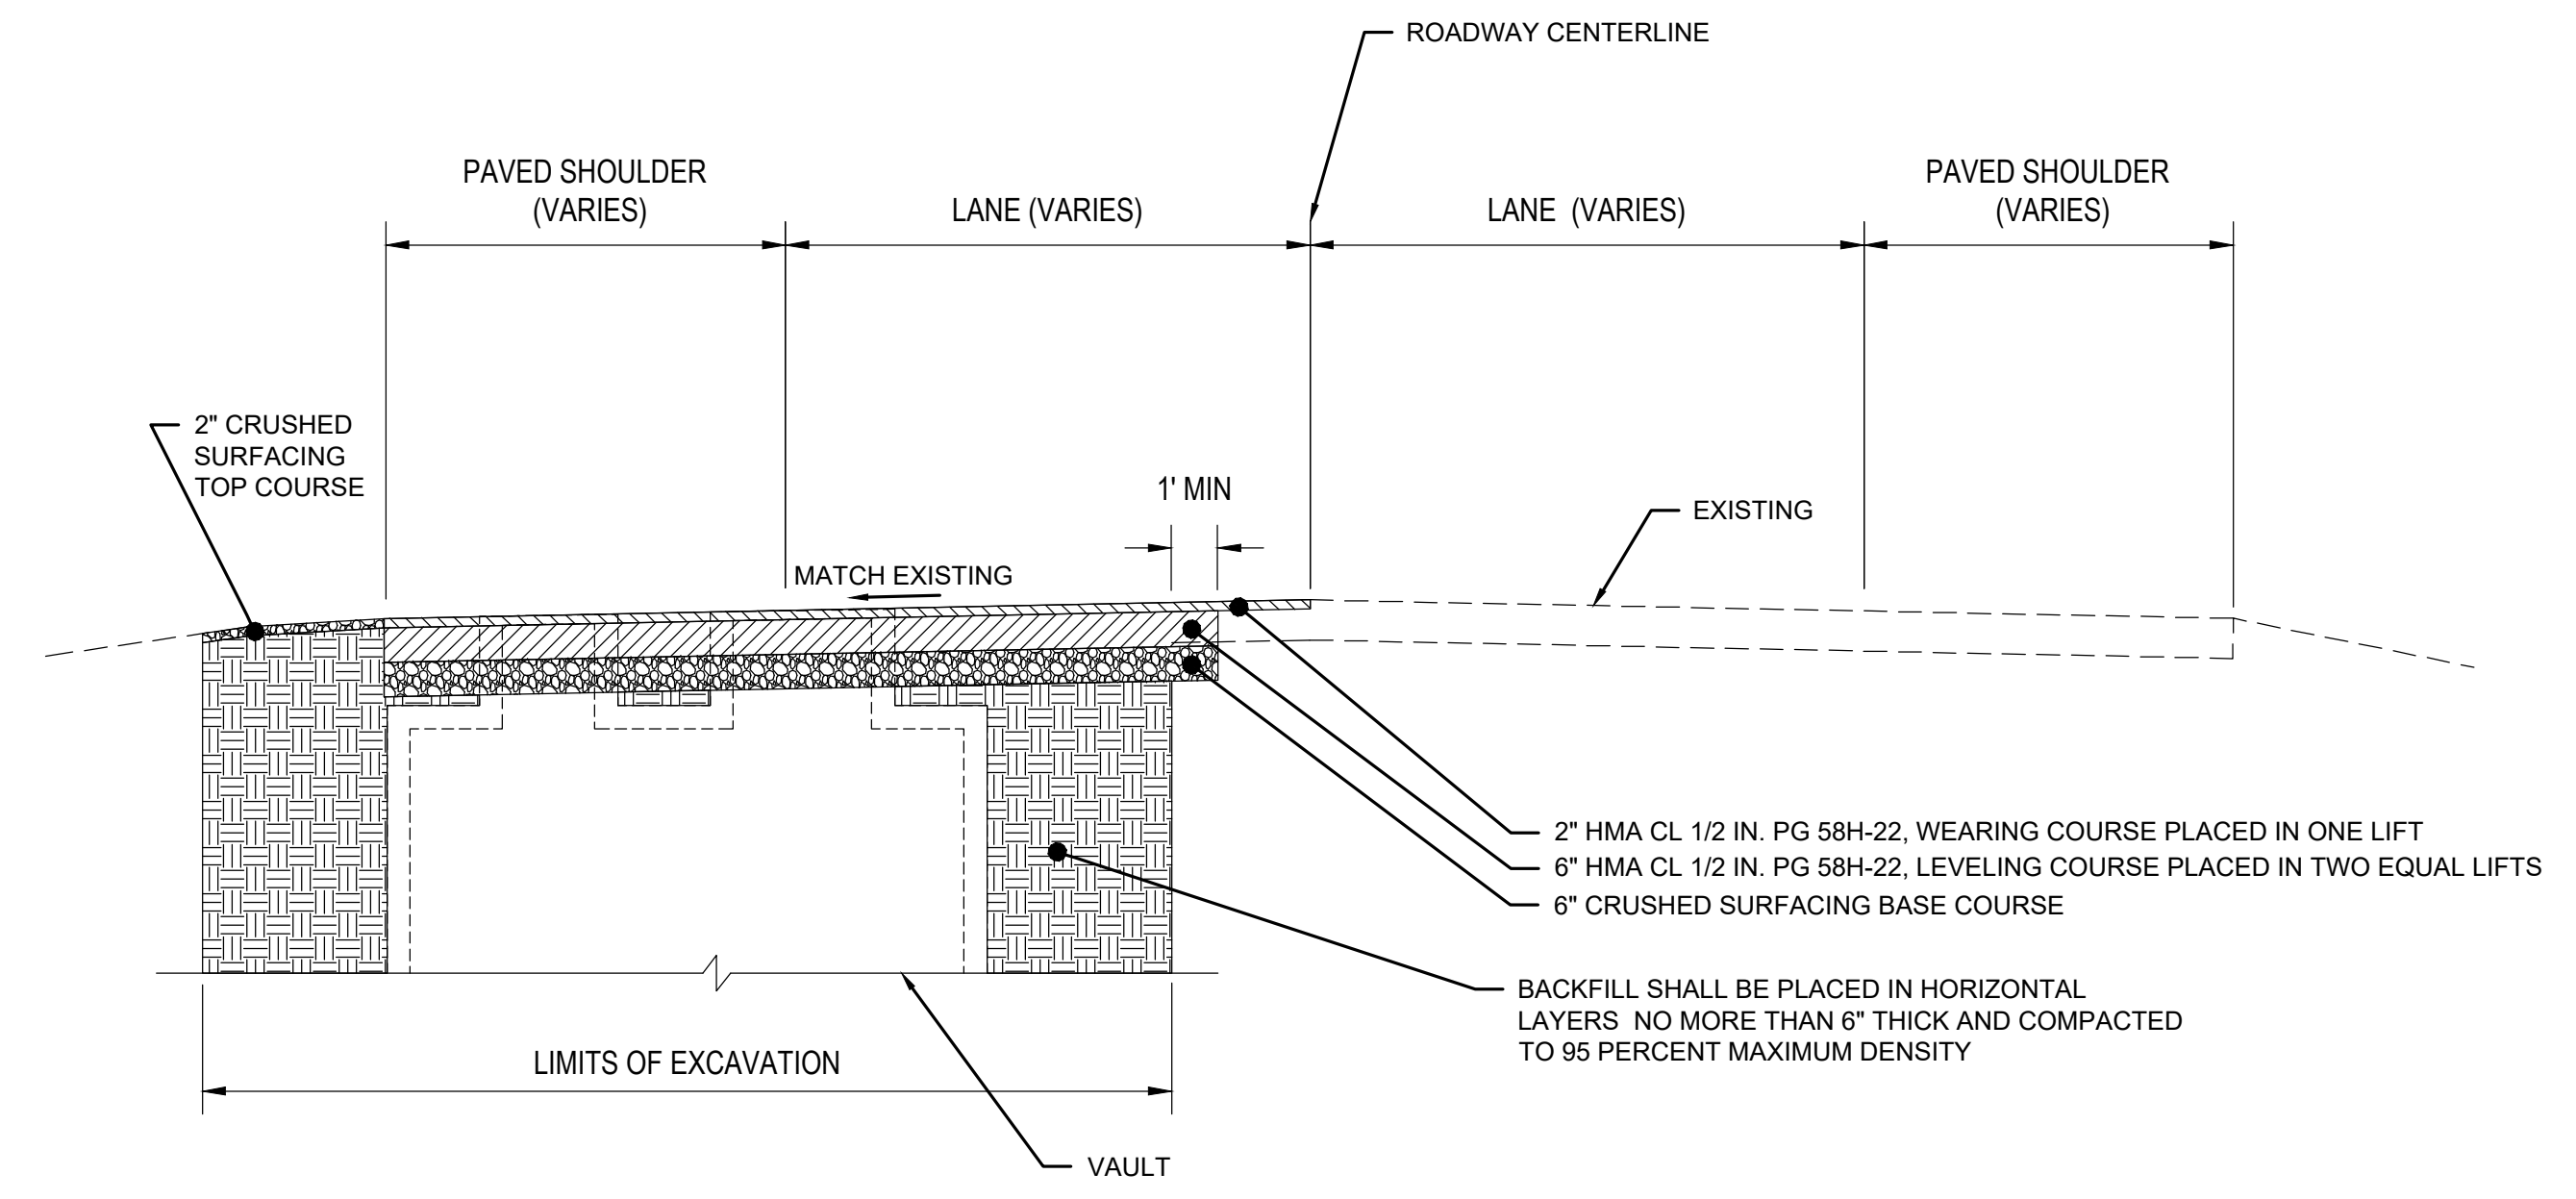 ROADWAY CENTERLINE
PAVED SHOULDER
(VARIES)
LANE (VARIES)
LANE  (VARIES)
PAVED SHOULDER
(VARIES)
2" CRUSHED
SURFACING
TOP COURSE
1' MIN
EXISTING
MATCH EXISTING
2" HMA CL 1/2 IN. PG 58H-22, WEARING COURSE PLACED IN ONE LIFT
6" HMA CL 1/2 IN. PG 58H-22, LEVELING COURSE PLACED IN TWO EQUAL LIFTS
6" CRUSHED SURFACING BASE COURSE
BACKFILL SHALL BE PLACED IN HORIZONTAL
LAYERS  NO MORE THAN 6" THICK AND COMPACTED
TO 95 PERCENT MAXIMUM DENSITY
LIMITS OF EXCAVATION
VAULT